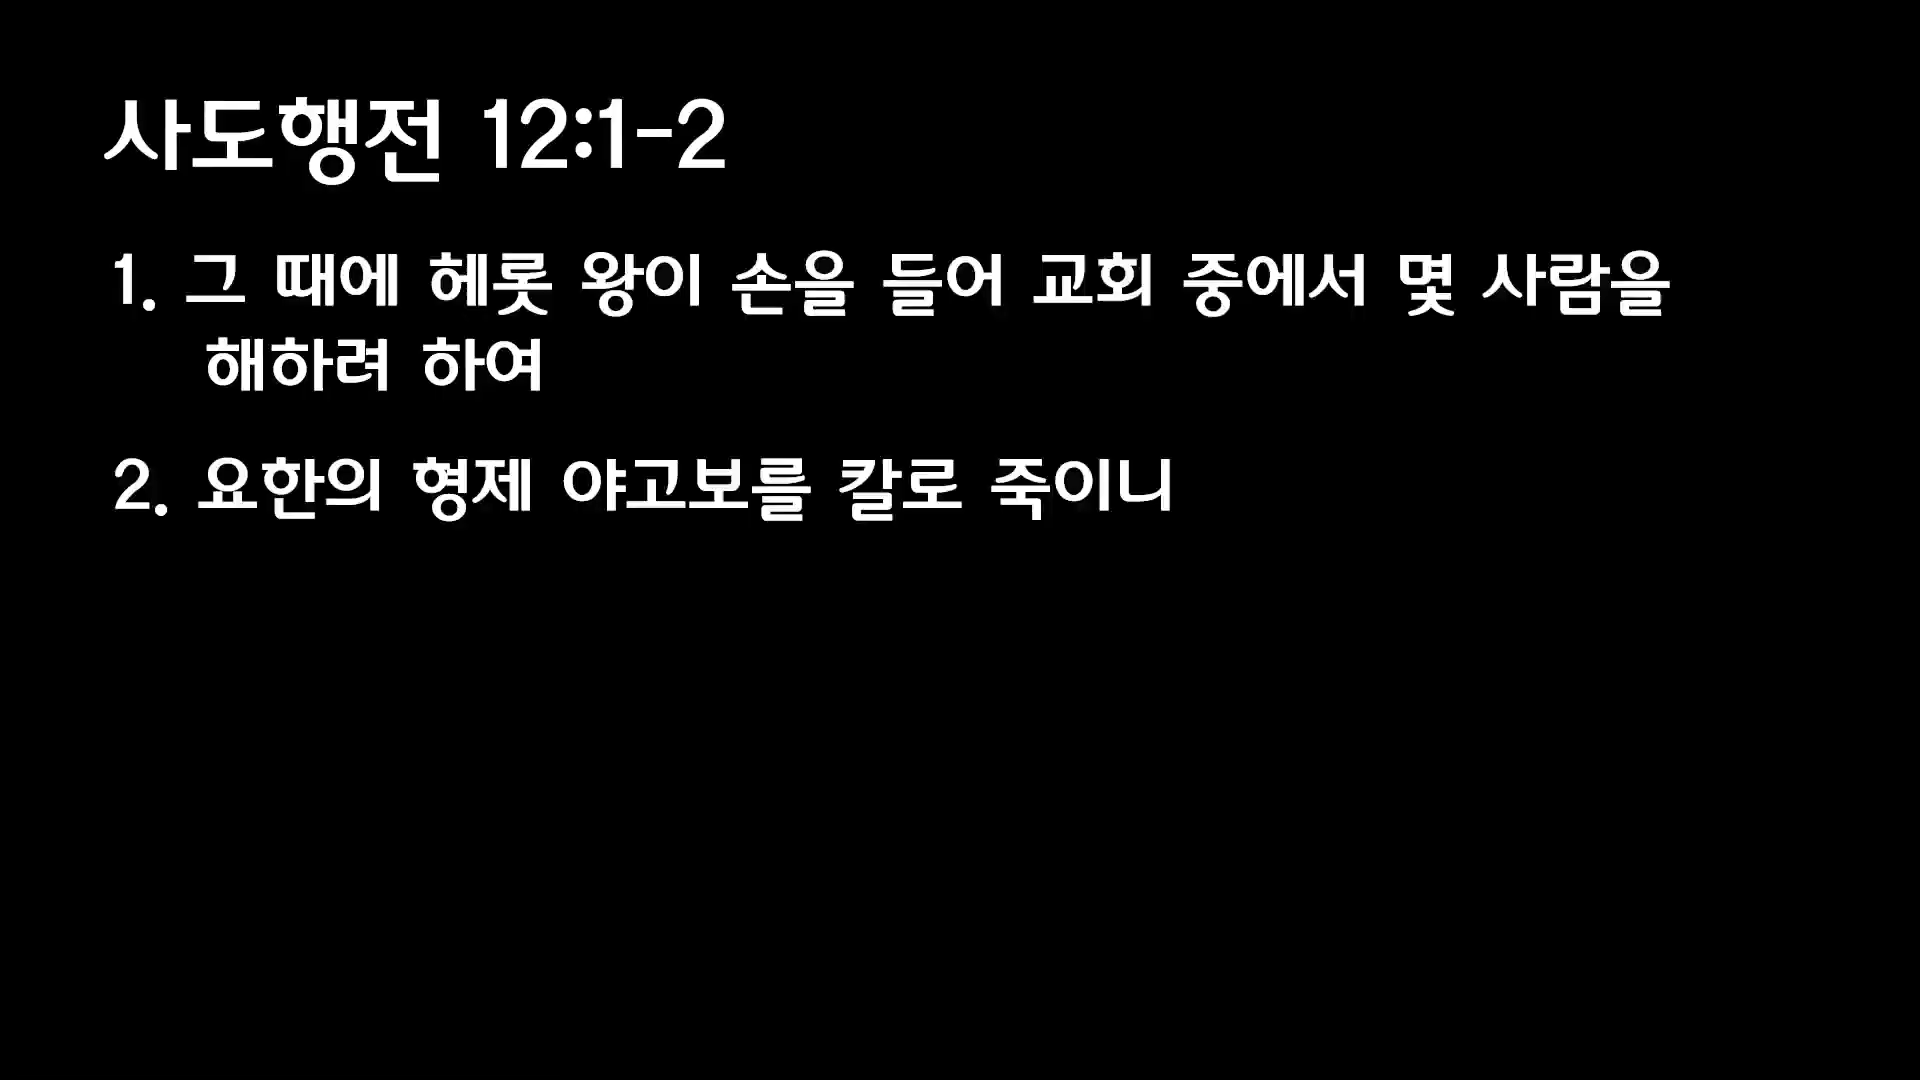 사도행전 12:1-2
1. 그 때에 헤롯 왕이 손을 들어 교회 중에서 몇 사람을
해하려 하여
2. 요한의 형제 야고보를 칼로 죽이니